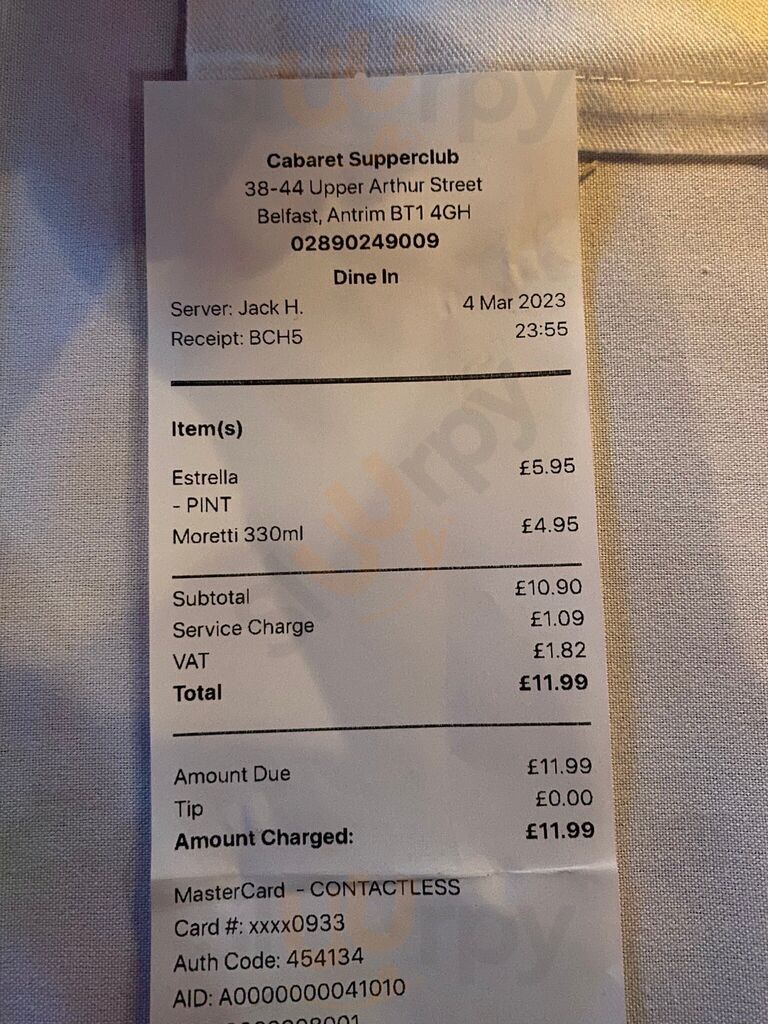 Cabaret Supperclub
38-44 Upper Arthur Street
Belfast, Antrim BT1 4GH
02890249009
Dine In
Server: Jack H. 4 Mar 2023
Receipt: BCH5 23:55
Item(s)
Estrella £5.95
- PINT
Moretti 330ml £4.95
Subtotal £10.90
Service Charge £1.09
VAT £1.82
Total £11.99
Amount Due £11.99
Tip £0.00
Amount Charged: £11.99
MasterCard - CONTACTLESS
Card #: xxxx0933
Auth Code: 454134
AID: A0000000041010